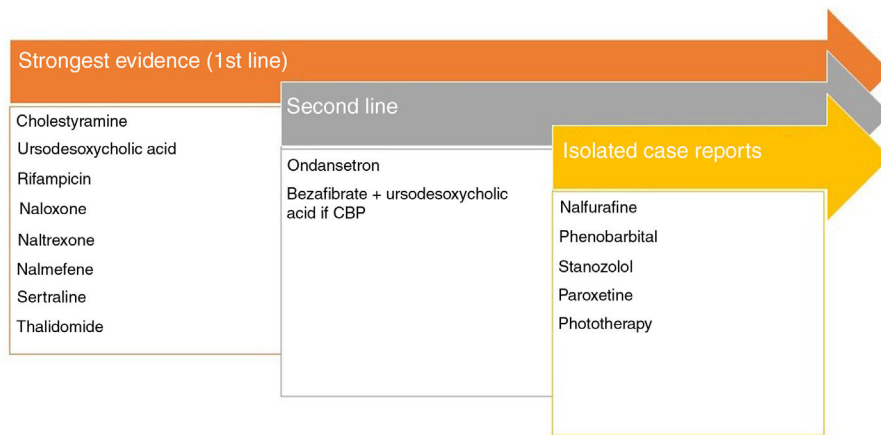 Strongest evidence (1st line)
Cholestyramine
Ursodesoxycholic acid
Rifampicin
Naloxone
Naltrexone
Nalmefene
Sertraline
Thalidomide
Second line
Ondansetron
Bezafibrate + ursodesoxycholic
acid if CBP
Isolated case reports
Nalfurafine
Phenobarbital
Stanozolol
Paroxetine
Phototherapy